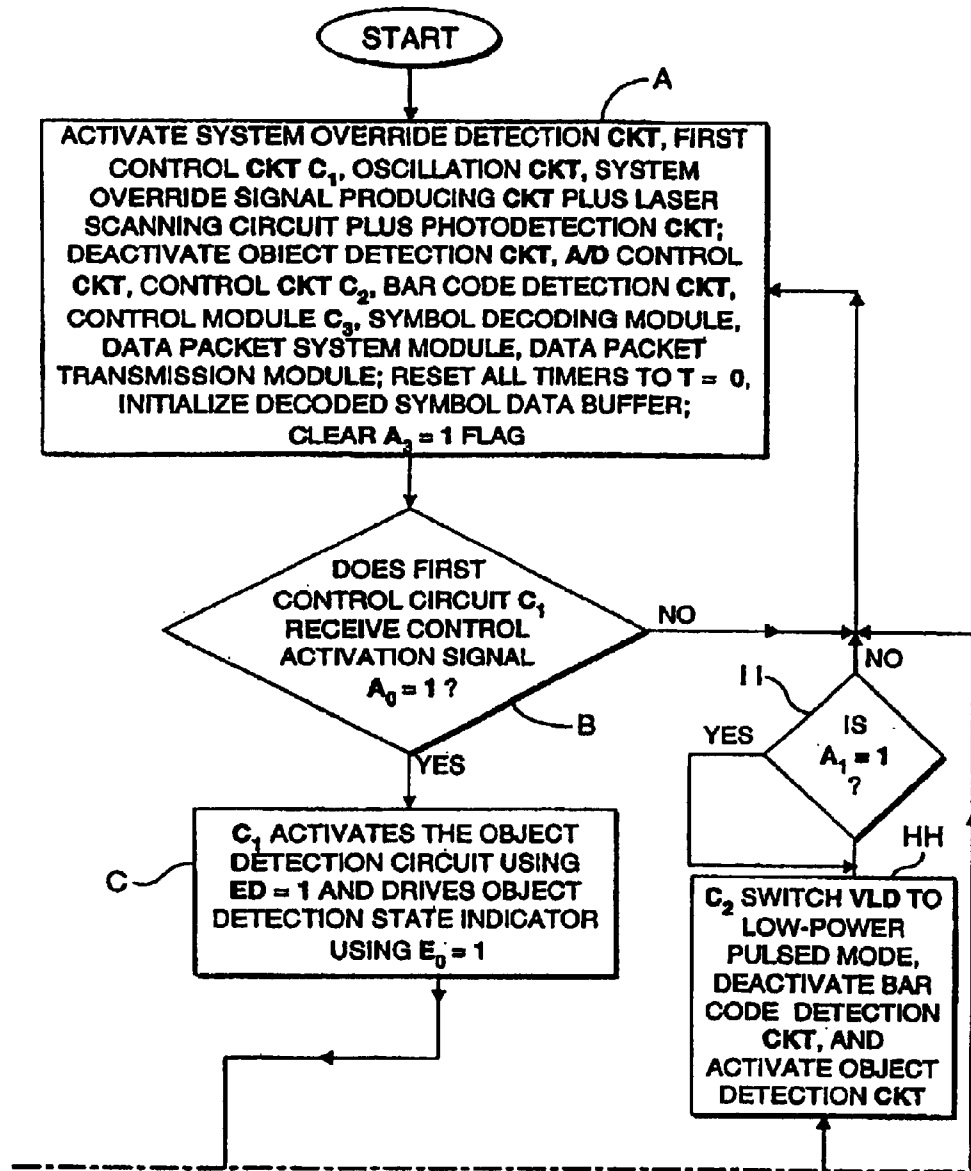 START
A
ACTIVATE SYSTEM OVERRIDE DETECTION CKT, FIRST
CONTROL CKT C₁, OSCILLATION CKT, SYSTEM
OVERRIDE SIGNAL PRODUCING CKT PLUS LASER
SCANNING CIRCUIT PLUS PHOTODETECTION CKT;
DEACTIVATE OBJECT DETECTION CKT, A/D CONTROL
CKT, CONTROL CKT C₂, BAR CODE DETECTION CKT,
CONTROL MODULE C₃, SYMBOL DECODING MODULE,
DATA PACKET SYSTEM MODULE, DATA PACKET
TRANSMISSION MODULE; RESET ALL TIMERS TO T = 0,
INITIALIZE DECODED SYMBOL DATA BUFFER;
CLEAR A₃ = 1 FLAG
DOES FIRST
CONTROL CIRCUIT C₁
RECEIVE CONTROL
ACTIVATION SIGNAL
A₀ = 1 ?
NO
B
YES
C₁ ACTIVATES THE OBJECT
DETECTION CIRCUIT USING
ED = 1 AND DRIVES OBJECT
DETECTION STATE INDICATOR
USING E₀ = 1
C
NO
II
YES
IS
A₁ = 1
?
HH
C₂ SWITCH VLD TO
LOW-POWER
PULSED MODE,
DEACTIVATE BAR
CODE DETECTION
CKT, AND
ACTIVATE OBJECT
DETECTION CKT